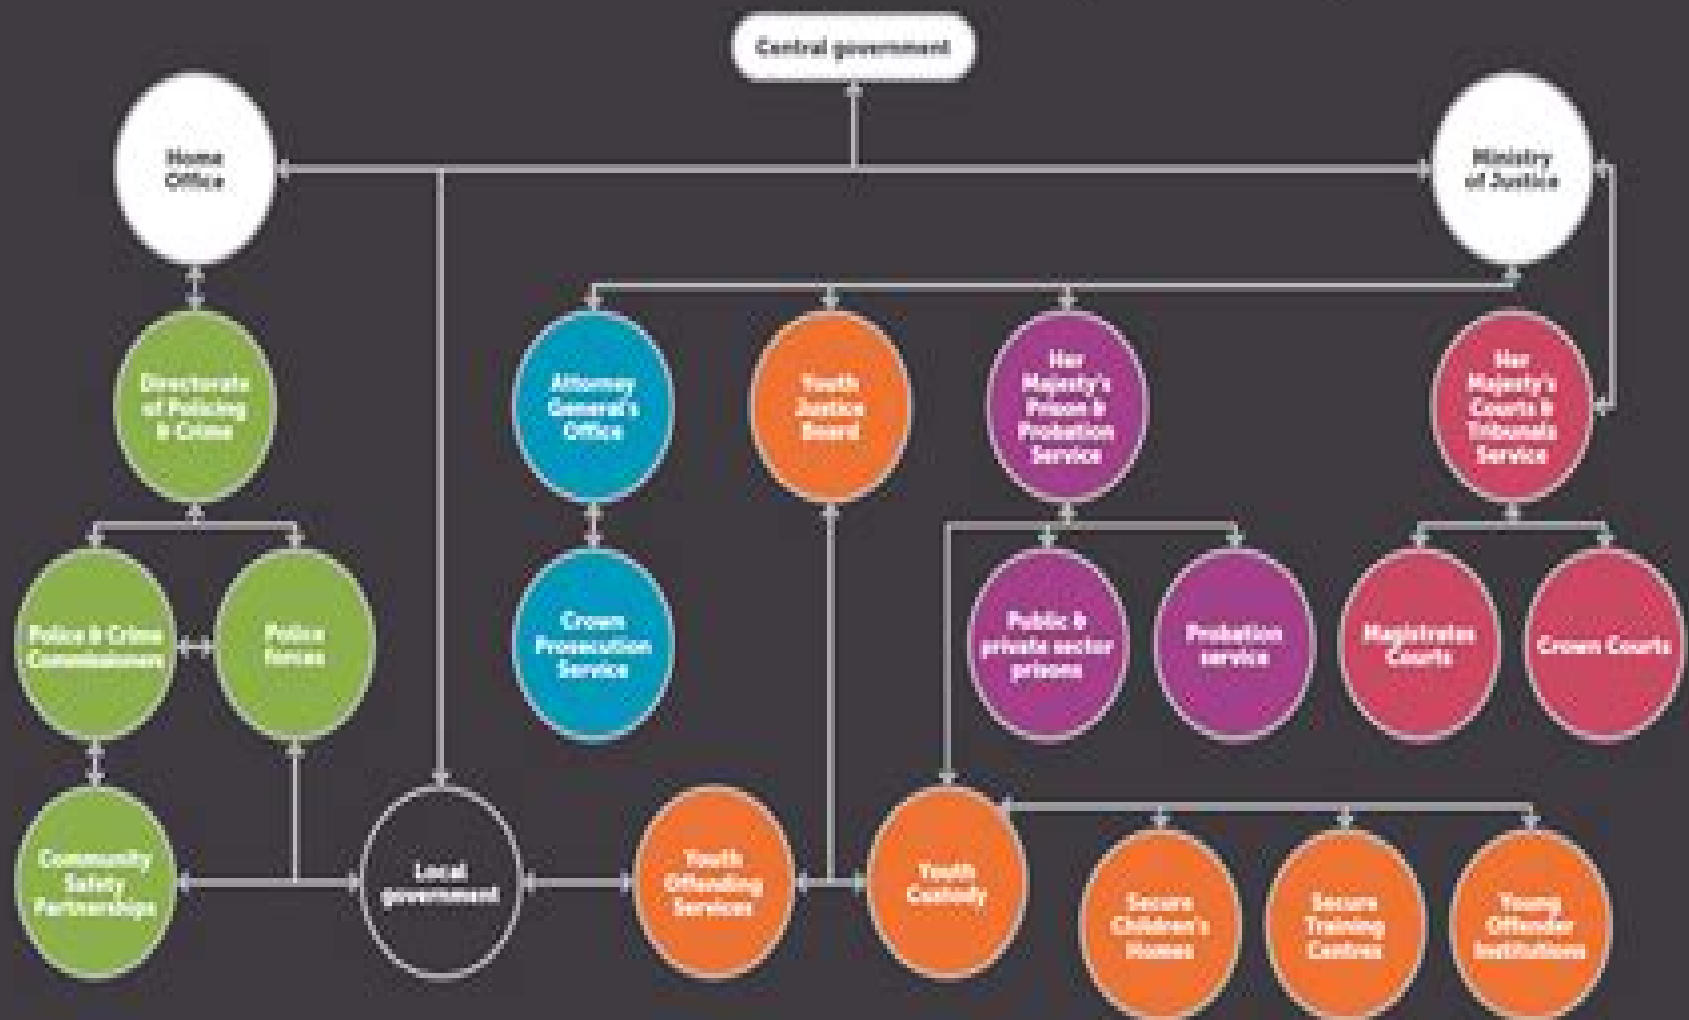 Central government
Home
Office
Ministry
of Justice
Directorate
of Policing
& Crime
Attorney
General's
Office
Youth
Justice
Board
Her
Majesty's
Prison &
Probation
Service
Her
Majesty's
Courts &
Tribunals
Service
Police & Crime
Commissioners
Police
forces
Crown
Prosecution
Service
Public &
private sector
prisons
Probation
service
Magistrates
Courts
Crown Courts
Community
Safety
Partnerships
Local
government
Youth
Offending
Services
Youth
Custody
Secure
Children's
Homes
Secure
Training
Centres
Young
Offender
Institutions